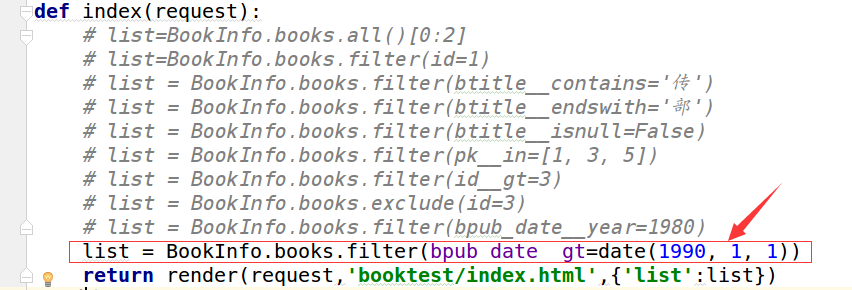 def index(request):
# list=BookInfo.books.all()[0:2]
# list=BookInfo.books.filter(id=1)
# list = BookInfo.books.filter(btitle__contains='传')
# list = BookInfo.books.filter(btitle__endswith='部')
# list = BookInfo.books.filter(btitle__isnull=False)
# list = BookInfo.books.filter(pk__in=[1, 3, 5])
# list = BookInfo.books.filter(id__gt=3)
# list = BookInfo.books.exclude(id=3)
# list = BookInfo.books.filter(bpub_date__year=1980)
list = BookInfo.books.filter(bpub_date__gt=date(1990, 1, 1))
return render(request,'booktest/index.html',{'list':list})